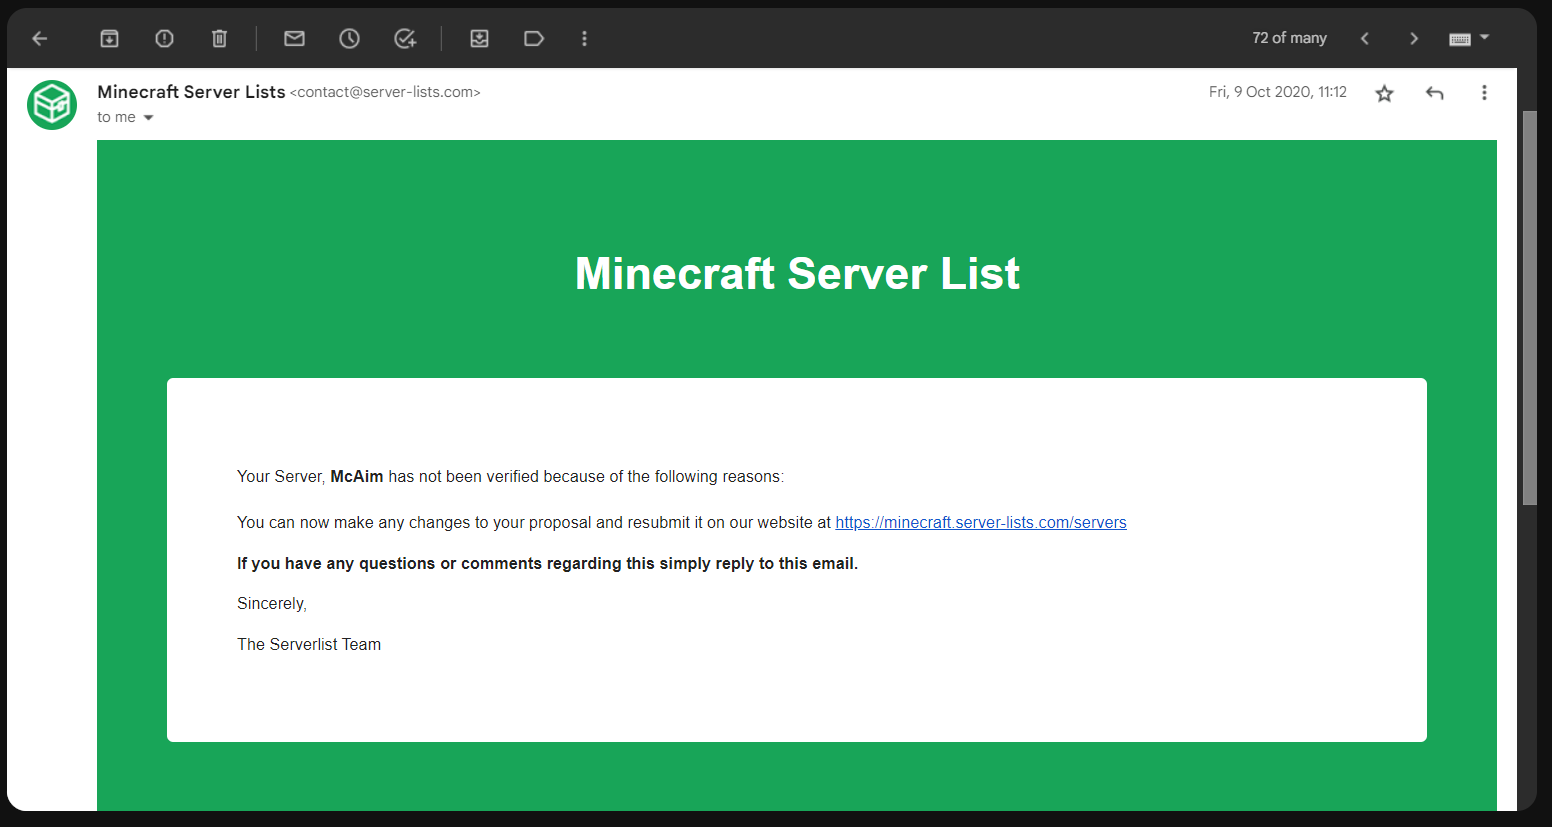 72 of many
Minecraft Server Lists <contact@server-lists.com>
Fri, 9 Oct 2020, 11:12
to me
Minecraft Server List
Your Server, McAim has not been verified because of the following reasons:
You can now make any changes to your proposal and resubmit it on our website at https://minecraft.server-lists.com/servers
If you have any questions or comments regarding this simply reply to this email.
Sincerely,
The Serverlist Team